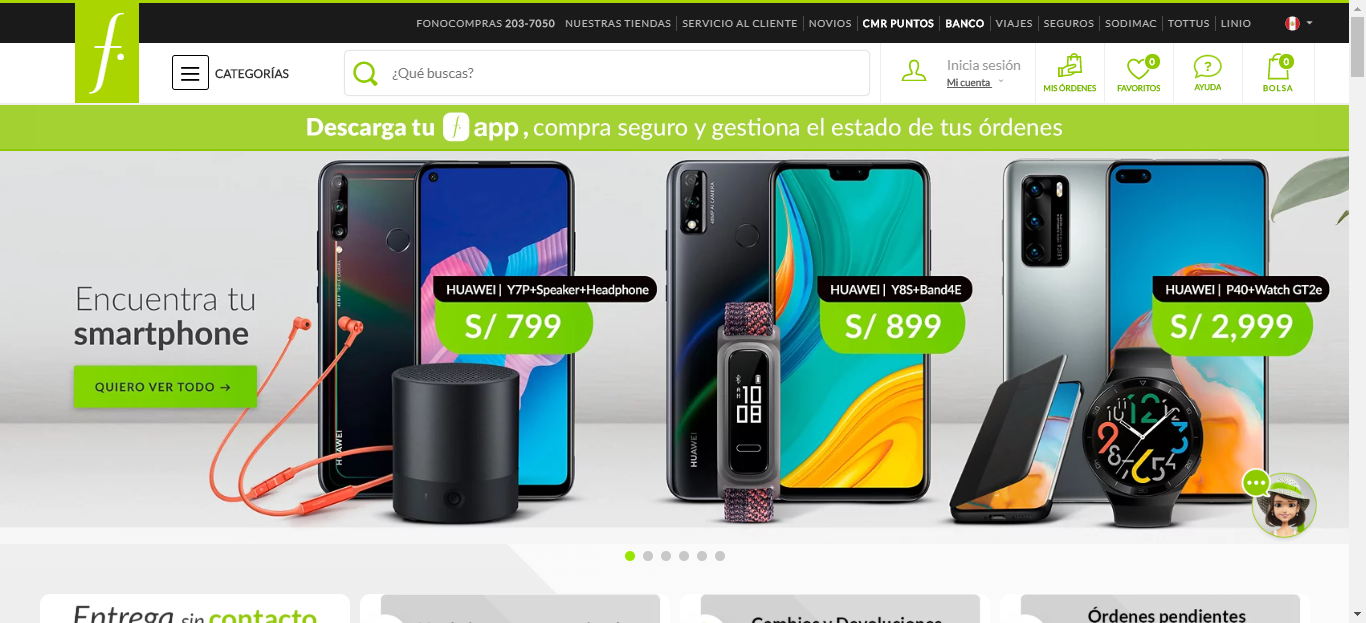 FONOCOMPRAS 203-7050 NUESTRAS TIENDAS SERVICIO AL CLIENTE NOVIOS CMR PUNTOS BANCO VIAJES SEGUROS SODIMAC TOTTUS LINIO
f.
CATEGORÍAS
¿Qué buscas?
Inicia sesión
Mi cuenta
MIS ÓRDENES
0
FAVORITOS
?
AYUDA
0
BOLSA
Descarga tu f. app, compra seguro y gestiona el estado de tus órdenes
Encuentra tu
smartphone
QUIERO VER TODO →
HUAWEI | Y7P+Speaker+Headphone
S/ 799
HUAWEI
HUAWEI | Y8S+Band4E
S/ 899
10
08
HUAWEI
HUAWEI | P40+Watch GT2e
S/ 2,999
LEICA
Entrega sin contacto
Cambios y Devoluciones
Órdenes pendientes